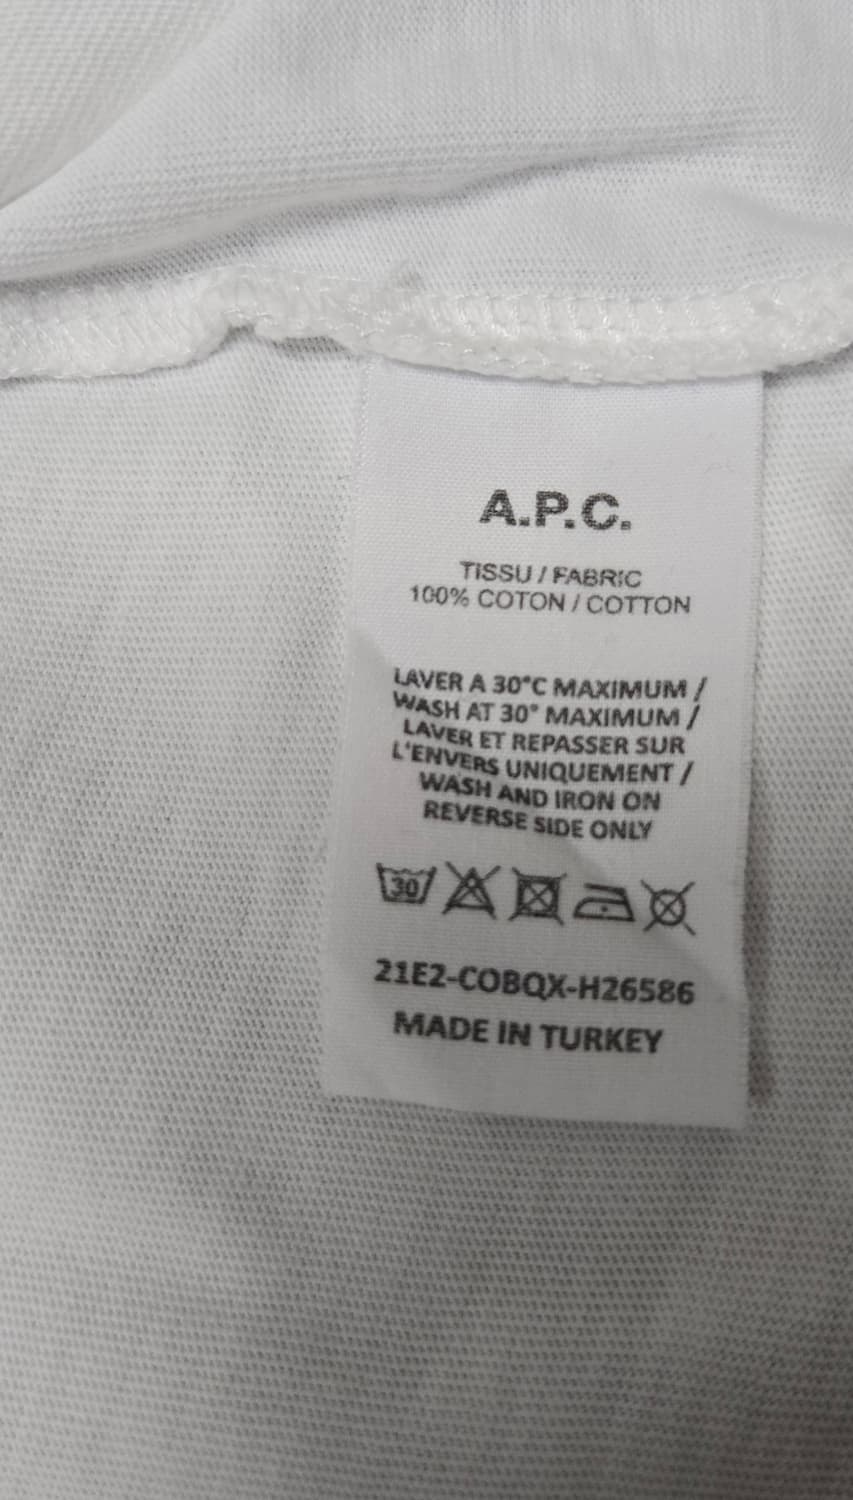 A.P.C.
TISSU / FABRIC
100% COTON / COTTON
LAVER A 30°C MAXIMUM /
WASH AT 30° MAXIMUM /
LAVER ET REPASSER SUR
L'ENVERS UNIQUEMENT /
WASH AND IRON ON
REVERSE SIDE ONLY
30
21E2-COBQX-H26586
MADE IN TURKEY